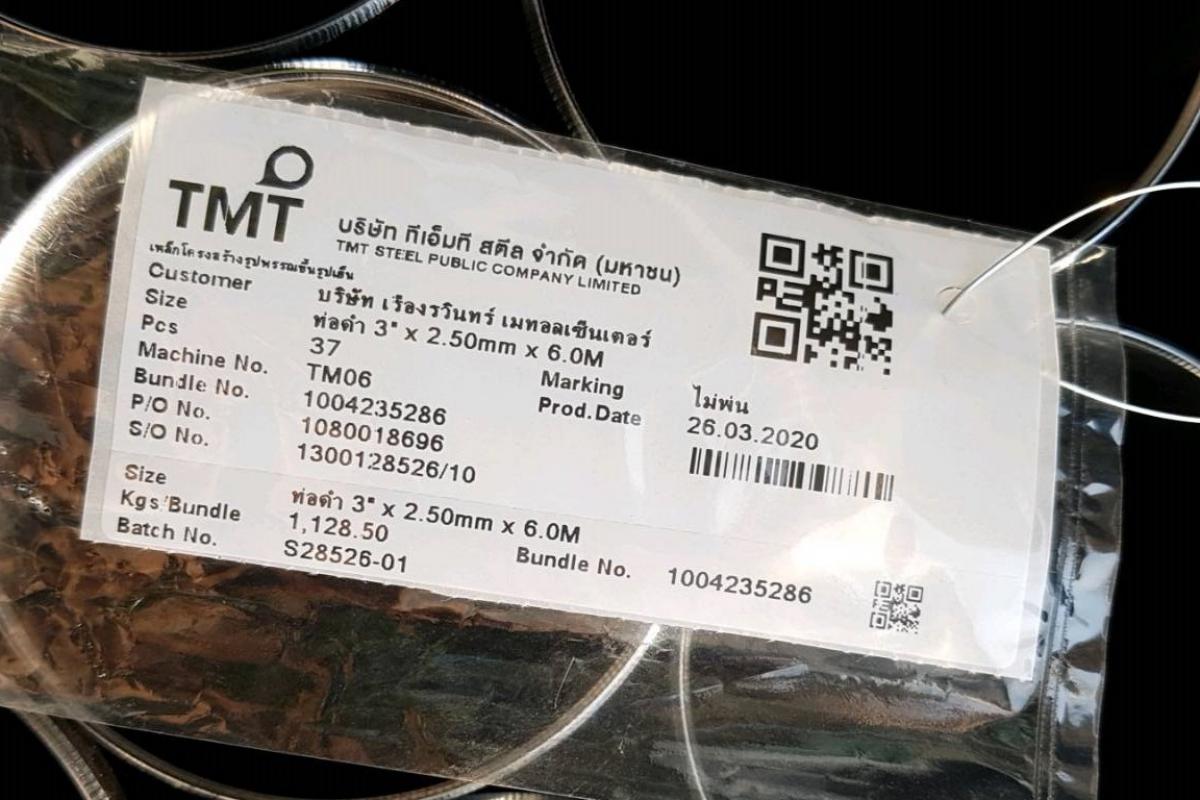 TMT
บริษัท ทีเอ็มที สตีล จำกัด (มหาชน)
TMT STEEL PUBLIC COMPANY LIMITED
เหล็กโครงสร้างรูปพรรณขึ้นรูปเย็น
Customer บริษัท เรืองรวินทร์ เมทอลเซ็นเตอร์
Size ท่อดำ 3" x 2.50mm x 6.0M
Pcs 37 Marking ไม่พ่น
Machine No. TM06 Prod.Date 26.03.2020
Bundle No. 1004235286
P/O No. 1080018696
S/O No. 1300128526/10
Size ท่อดำ 3" x 2.50mm x 6.0M
Kgs/Bundle 1,128.50 Bundle No. 1004235286
Batch No. S28526-01